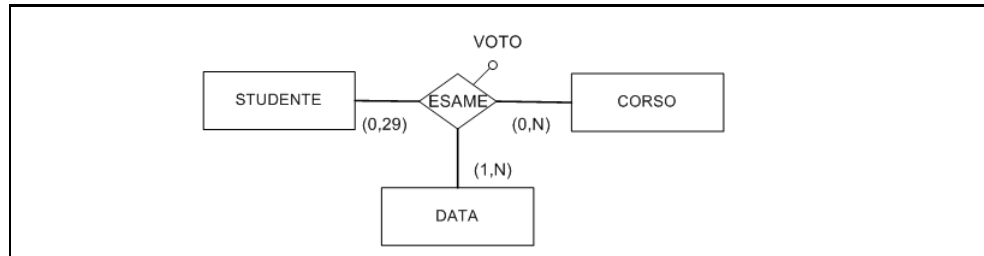 VOTO
STUDENTE
ESAME
CORSO
(0,29)
(0,N)
(1,N)
DATA